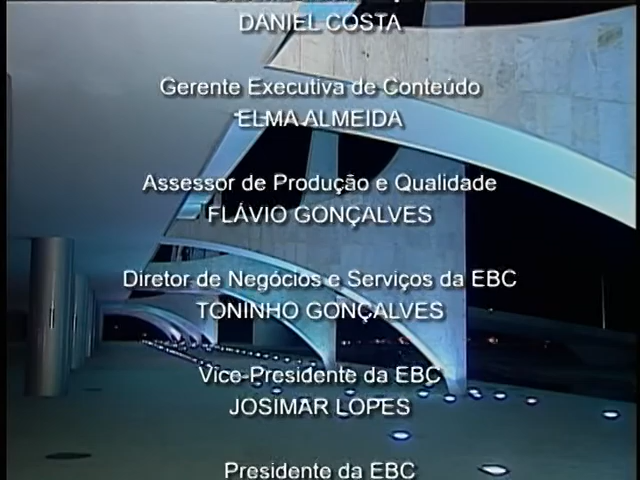 DANIEL COSTA
Gerente Executiva de Conteúdo
ELMA ALMEIDA
Assessor de Produção e Qualidade
FLÁVIO GONÇALVES
Diretor de Negócios e Serviços da EBC
TONINHO GONÇALVES
Vice-Presidente da EBC
JOSIMAR LOPES
Presidente da EBC